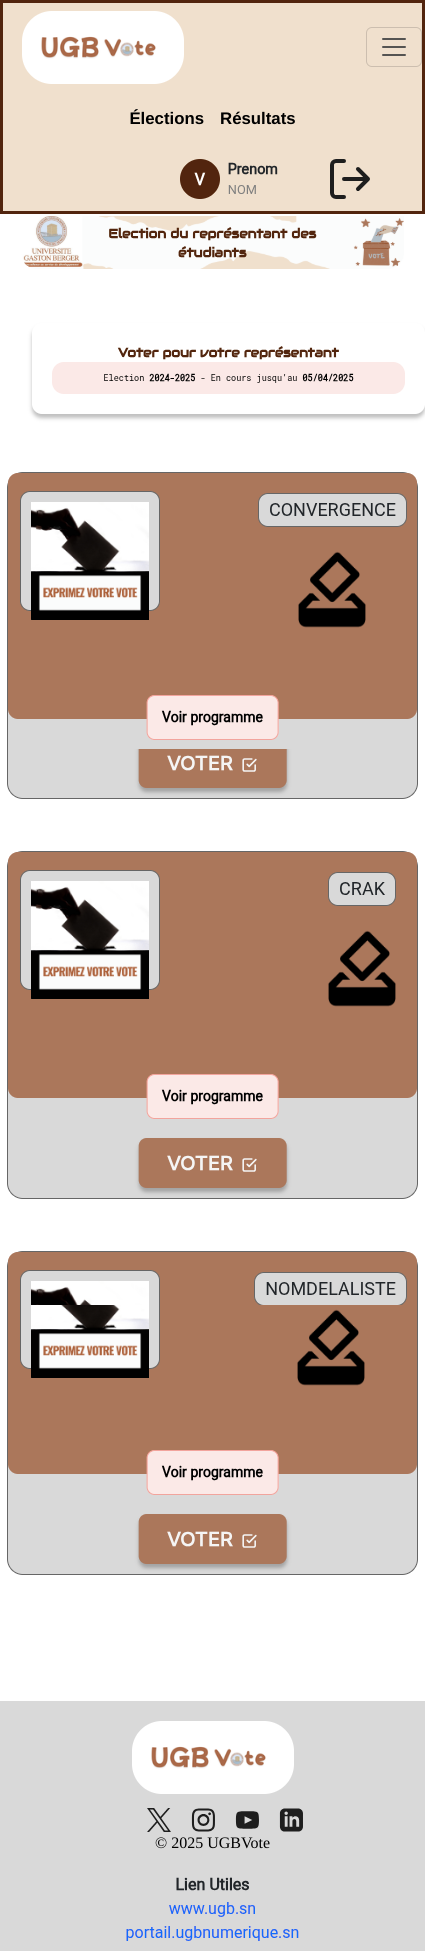 UGB Vote
Élections Résultats
V
Prenom
NOM
UNIVERSITÉ
GASTON BERGER
Election du représentant des
étudiants
VOTE
Voter pour votre représentant
Election 2024-2025 - En cours jusqu'au 05/04/2025
CONVERGENCE
EXPRIMEZ VOTRE VOTE
Voir programme
VOTER
CRAK
EXPRIMEZ VOTRE VOTE
Voir programme
VOTER
NOMDELALISTE
EXPRIMEZ VOTRE VOTE
Voir programme
VOTER
UGB Vote
© 2025 UGBVote
Lien Utiles
www.ugb.sn
portail.ugbnumerique.sn